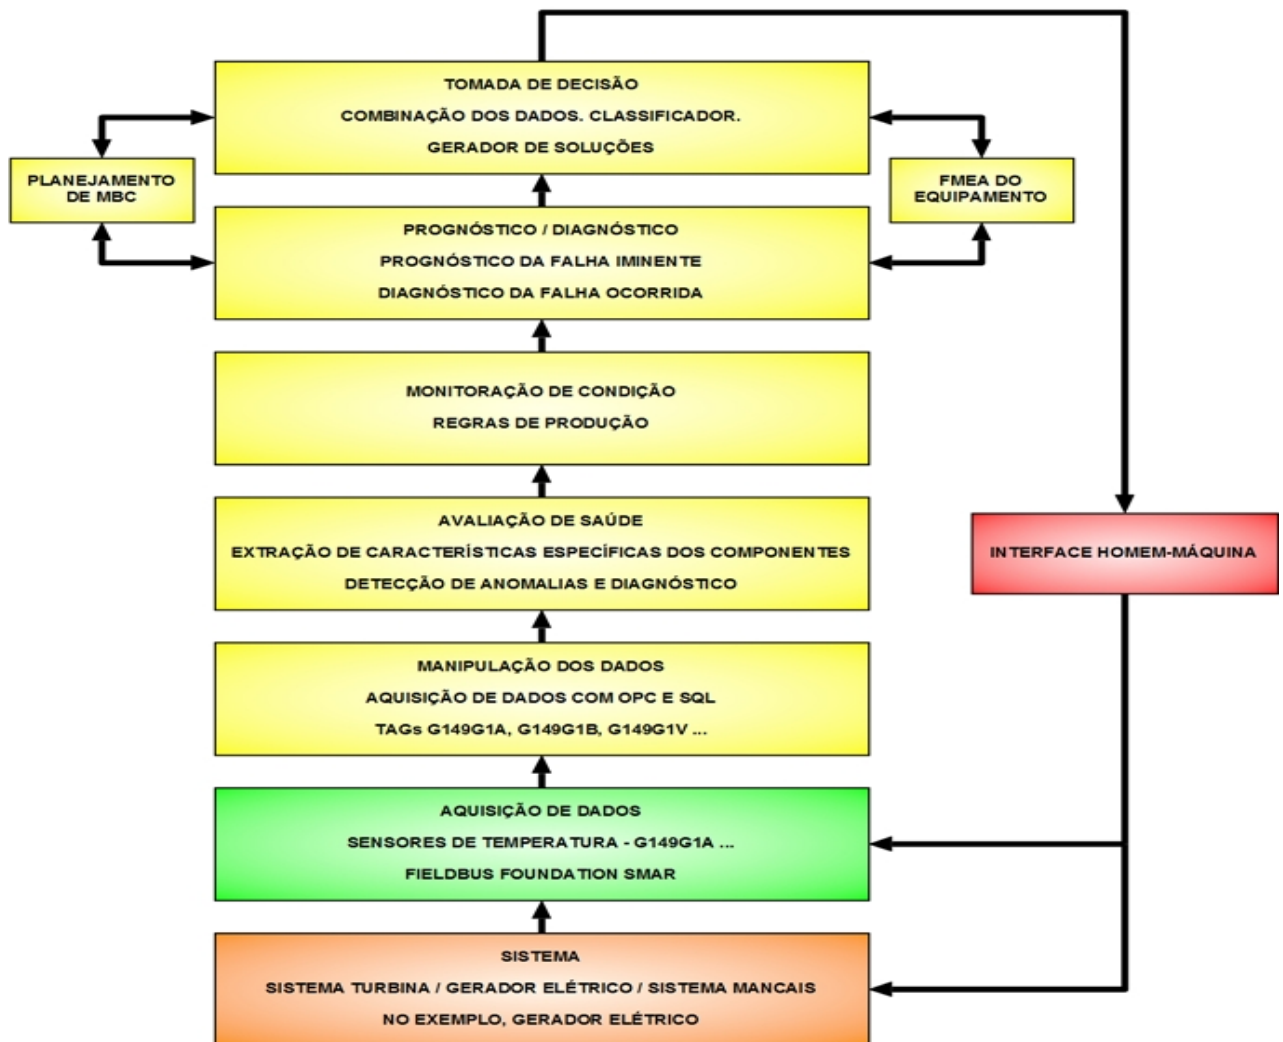 TOMADA DE DECISÃO
COMBINAÇÃO DOS DADOS. CLASSIFICADOR.
GERADOR DE SOLUÇÕES
PLANEJAMENTO
DE MBC
FMEA DO
EQUIPAMENTO
PROGNÓSTICO / DIAGNÓSTICO
PROGNÓSTICO DA FALHA IMINENTE
DIAGNÓSTICO DA FALHA OCORRIDA
MONITORAÇÃO DE CONDIÇÃO
REGRAS DE PRODUÇÃO
AVALIAÇÃO DE SAÚDE
EXTRAÇÃO DE CARACTERÍSTICAS ESPECÍFICAS DOS COMPONENTES
DETECÇÃO DE ANOMALIAS E DIAGNÓSTICO
INTERFACE HOMEM-MÁQUINA
MANIPULAÇÃO DOS DADOS
AQUISIÇÃO DE DADOS COM OPC E SQL
TAGs G149G1A, G149G1B, G149G1V ...
AQUISIÇÃO DE DADOS
SENSORES DE TEMPERATURA - G149G1A ...
FIELDBUS FOUNDATION SMAR
SISTEMA
SISTEMA TURBINA / GERADOR ELÉTRICO / SISTEMA MANCAIS
NO EXEMPLO, GERADOR ELÉTRICO